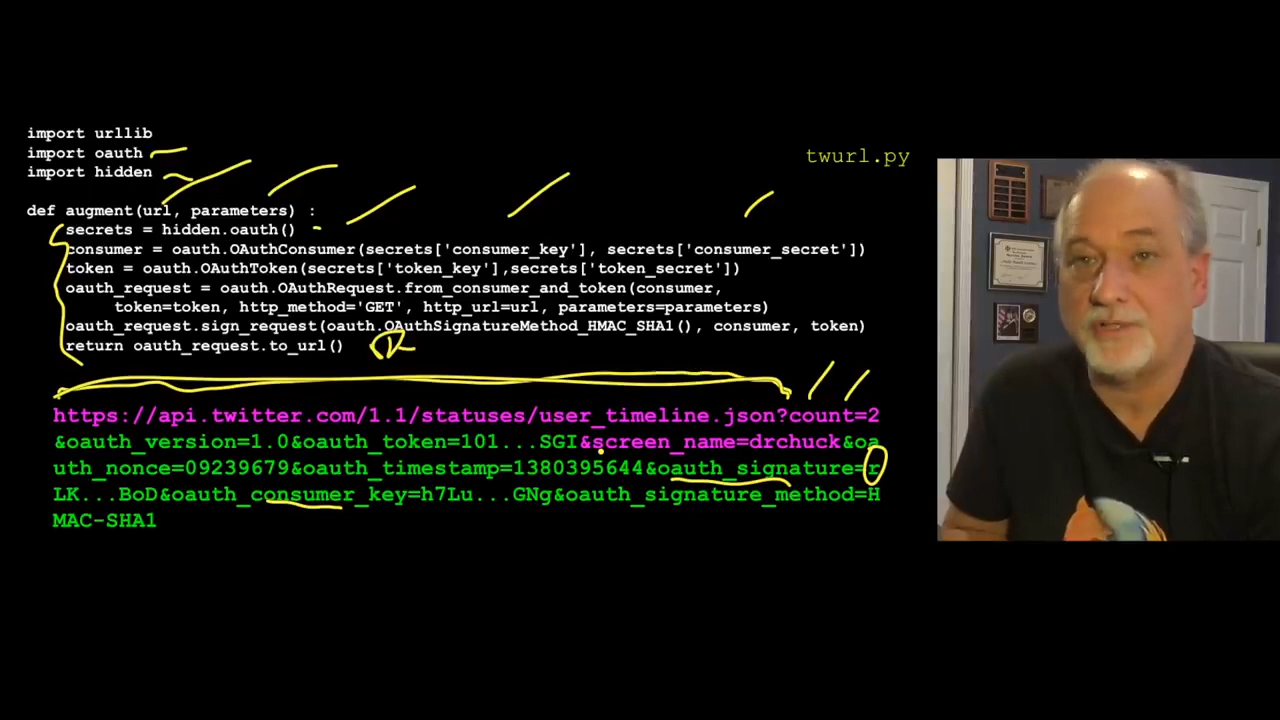 import urllib
import oauth
import hidden
twurl.py
def augment(url, parameters) :
secrets = hidden.oauth()
consumer = oauth.OAuthConsumer(secrets['consumer_key'], secrets['consumer_secret'])
token = oauth.OAuthToken(secrets['token_key'],secrets['token_secret'])
oauth_request = oauth.OAuthRequest.from_consumer_and_token(consumer,
token=token, http_method='GET', http_url=url, parameters=parameters)
oauth_request.sign_request(oauth.OAuthSignatureMethod_HMAC_SHA1(), consumer, token)
return oauth_request.to_url()
https://api.twitter.com/1.1/statuses/user_timeline.json?count=2
&oauth_version=1.0&oauth_token=101...SGI&screen_name=drchuck&oa
uth_nonce=09239679&oauth_timestamp=1380395644&oauth_signature=r
LK...BoD&oauth_consumer_key=h7Lu...GNg&oauth_signature_method=H
MAC-SHA1